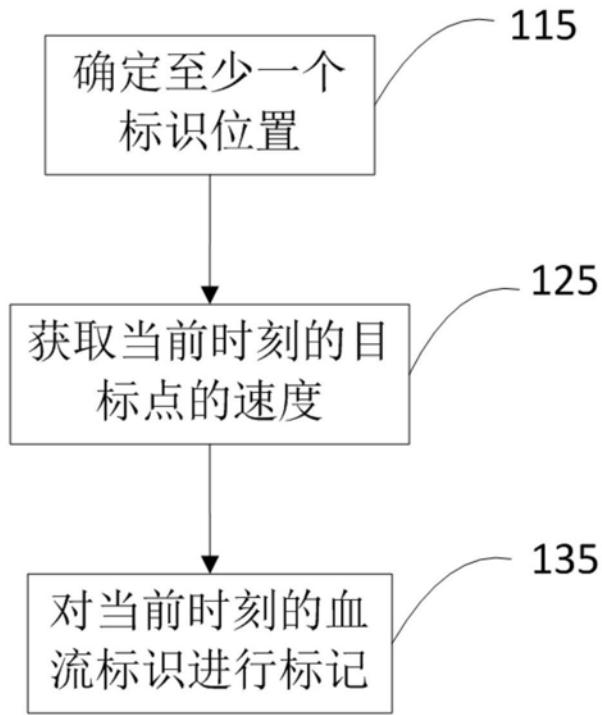 115
确定至少一个
标识位置
125
获取当前时刻的目
标点的速度
135
对当前时刻的血
流标识进行标记